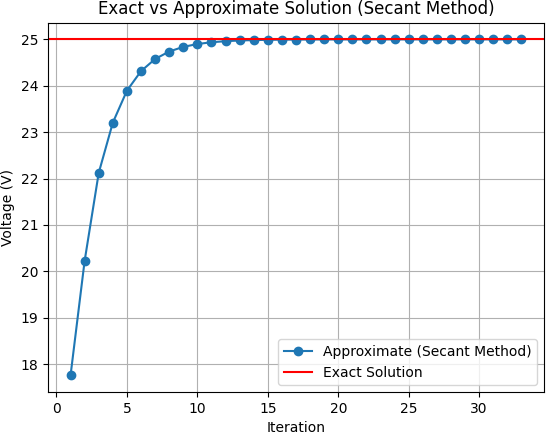 Exact vs Approximate Solution (Secant Method)
25
24
23
22
21
20
19
18
Voltage (V)
0 5 10 15 20 25 30
Iteration
Approximate (Secant Method)
Exact Solution